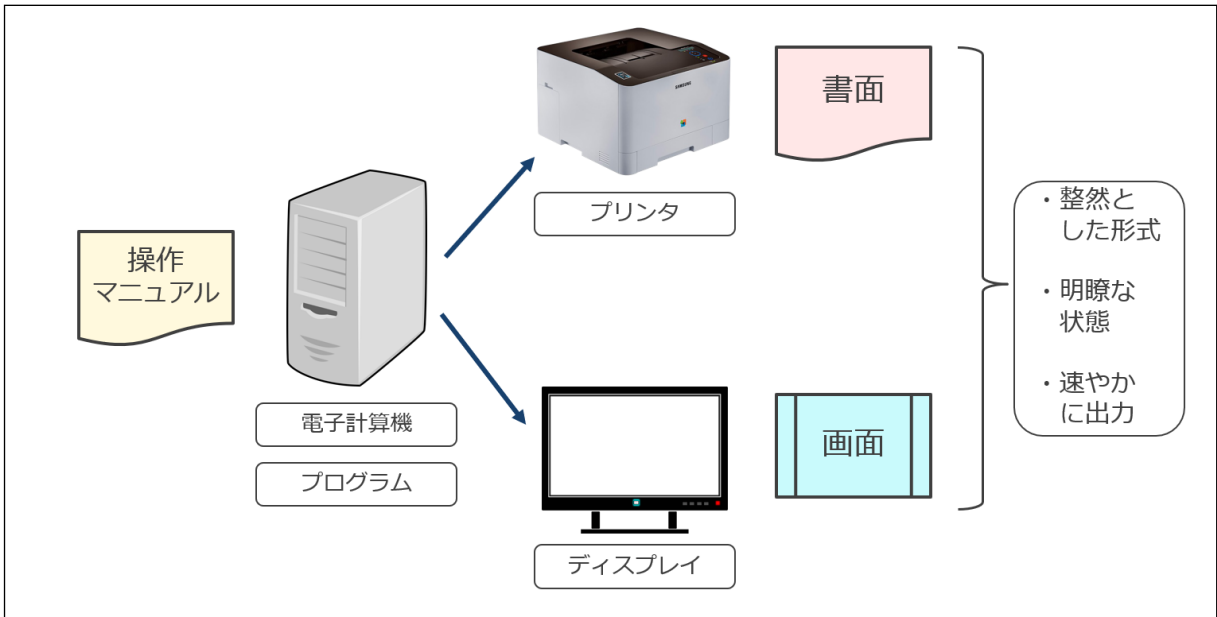 操作
マニュアル
電子計算機
プログラム
SAMSUNG
プリンタ
ディスプレイ
書面
画面
・整然と
した形式
・明瞭な
状態
・速やか
に出力